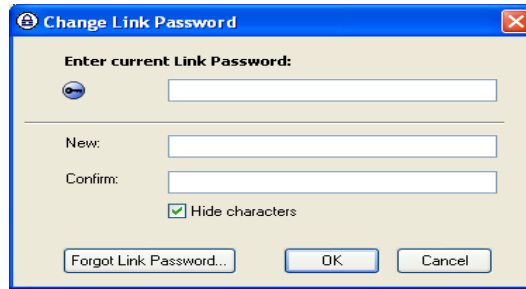 Change Link Password
Enter current Link Password:
New:
Confirm:
Hide characters
Forgot Link Password... OK Cancel